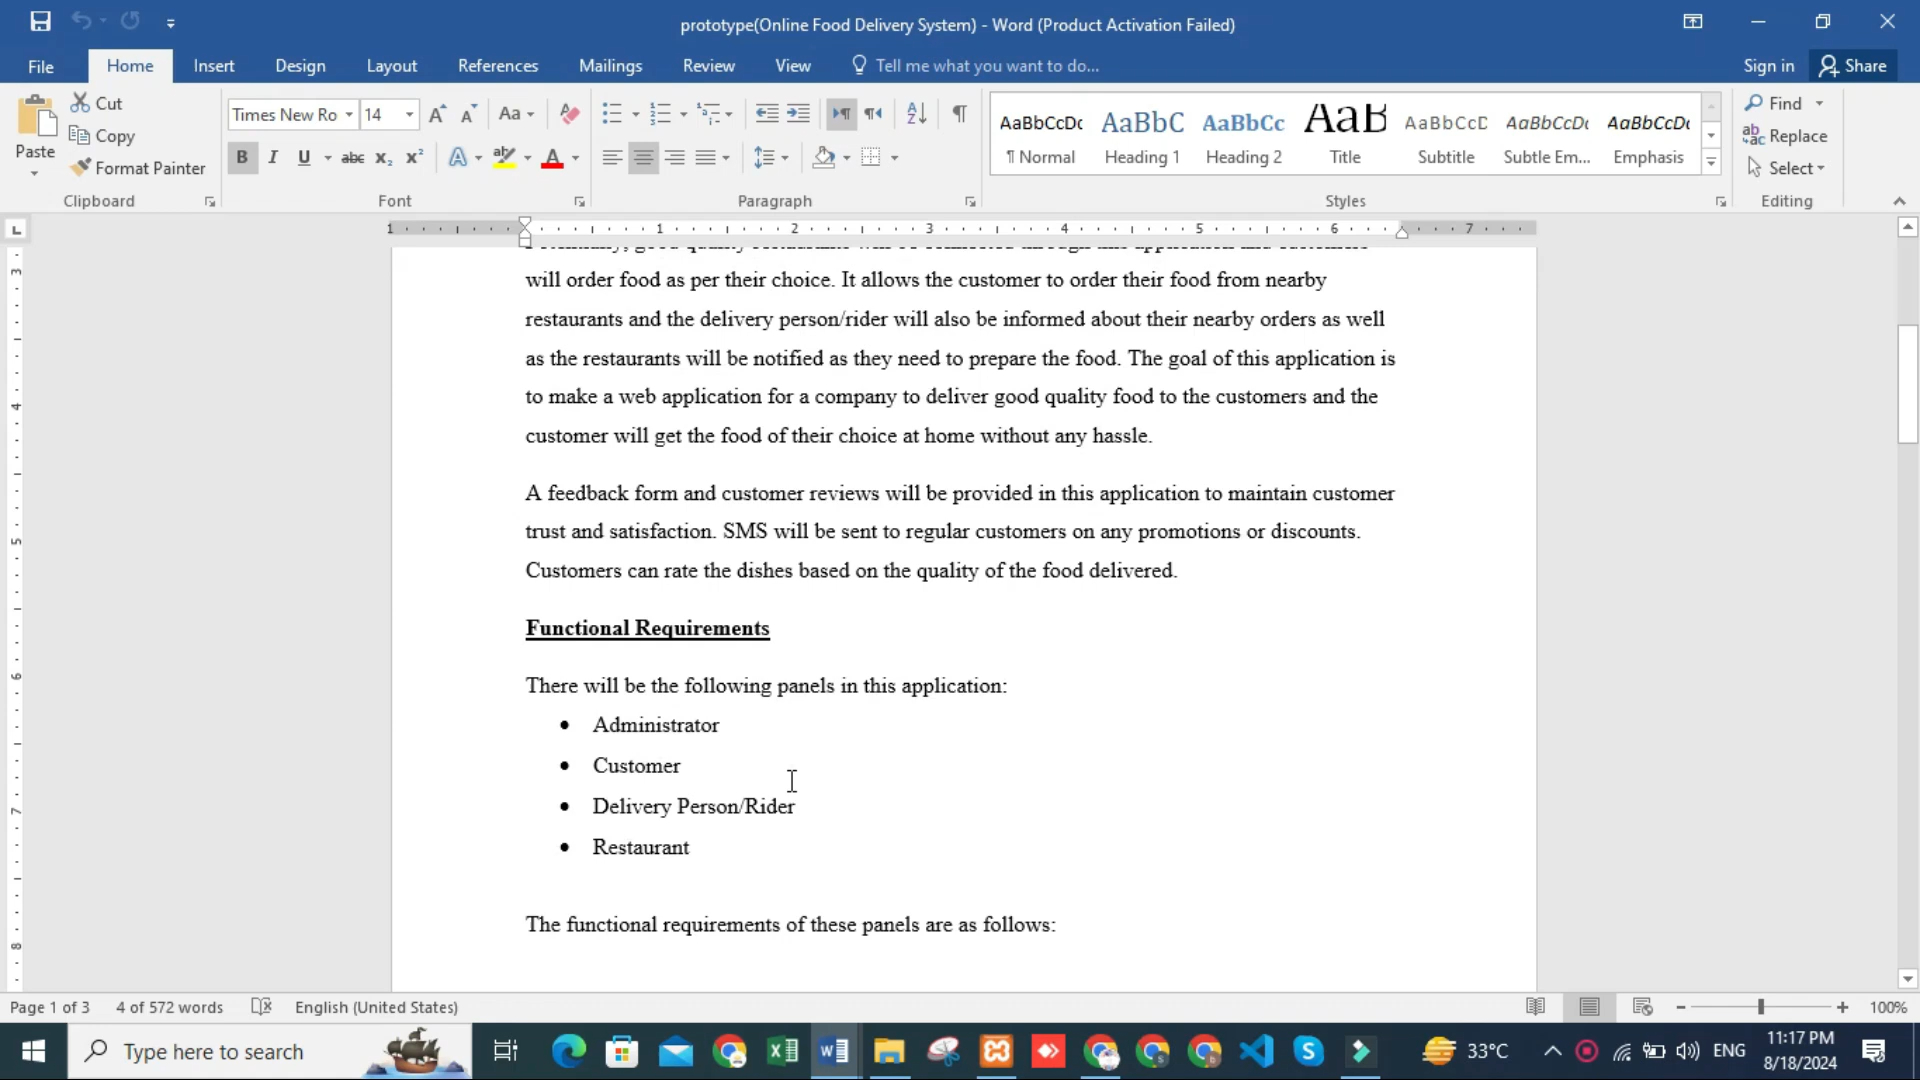 prototype(Online Food Delivery System) - Word (Product Activation Failed)
File Home Insert Design Layout References Mailings Review View Tell me what you want to do... Sign in Share
Paste
Cut
Copy
Format Painter
Clipboard
Times New Ro 14
Font
Paragraph
AaBbCcDc AaBbC AaBbCc AaB AaBbCcD AaBbCcDc AaBbCcDc
¶ Normal Heading 1 Heading 2 Title Subtitle Subtle Em... Emphasis
Styles
Find
Replace
Select
Editing
1 1 2 3 4 5 6 7
will order food as per their choice. It allows the customer to order their food from nearby
restaurants and the delivery person/rider will also be informed about their nearby orders as well
as the restaurants will be notified as they need to prepare the food. The goal of this application is
to make a web application for a company to deliver good quality food to the customers and the
customer will get the food of their choice at home without any hassle.
A feedback form and customer reviews will be provided in this application to maintain customer
trust and satisfaction. SMS will be sent to regular customers on any promotions or discounts.
Customers can rate the dishes based on the quality of the food delivered.
Functional Requirements
There will be the following panels in this application:
• Administrator
• Customer
• Delivery Person/Rider
• Restaurant
The functional requirements of these panels are as follows:
Page 1 of 3 4 of 572 words English (United States) 100%
Type here to search
33°C ENG
11:17 PM
8/18/2024